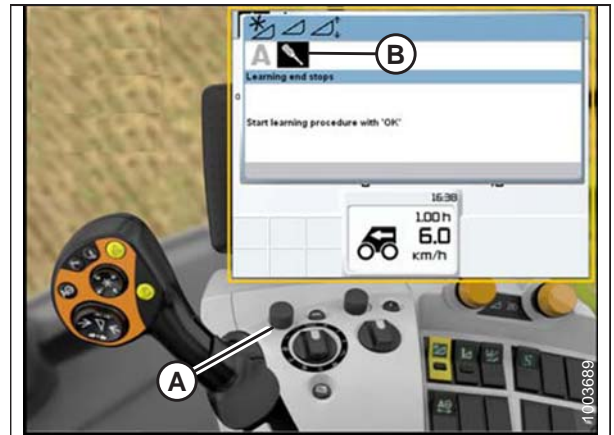 A
B
Learning end stops
Start learning procedure with 'OK'
16:38
1.00 h
6.0
km/h
A
1003689